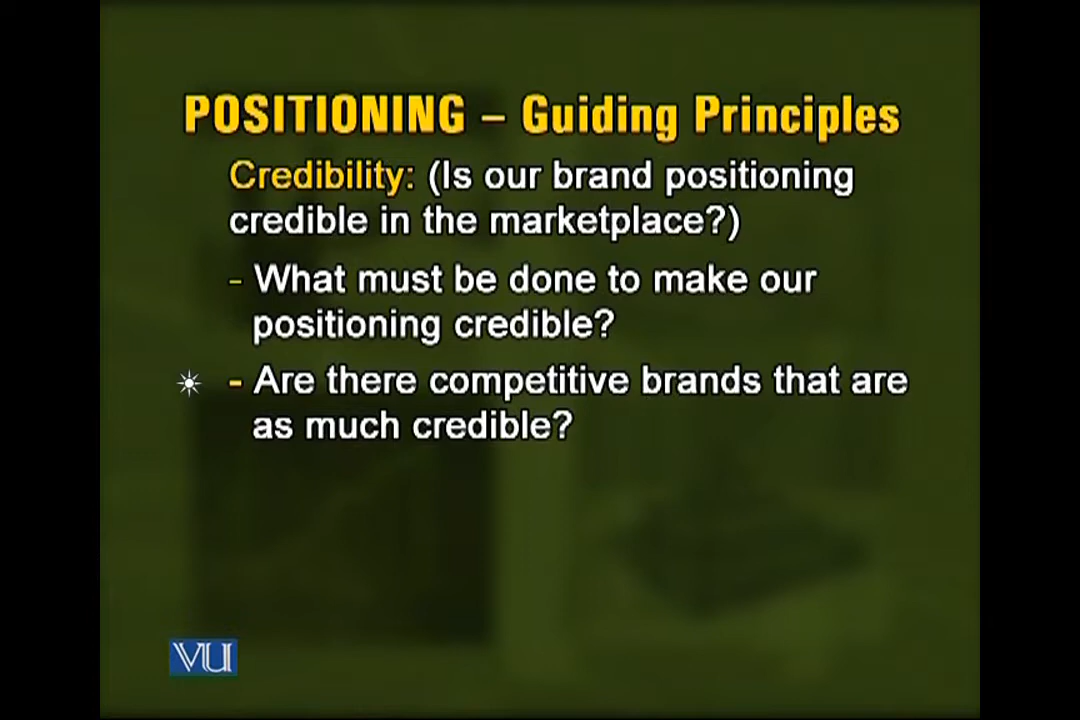 POSITIONING – Guiding Principles
Credibility: (Is our brand positioning
credible in the marketplace?)
- What must be done to make our
positioning credible?
- Are there competitive brands that are
as much credible?
VU